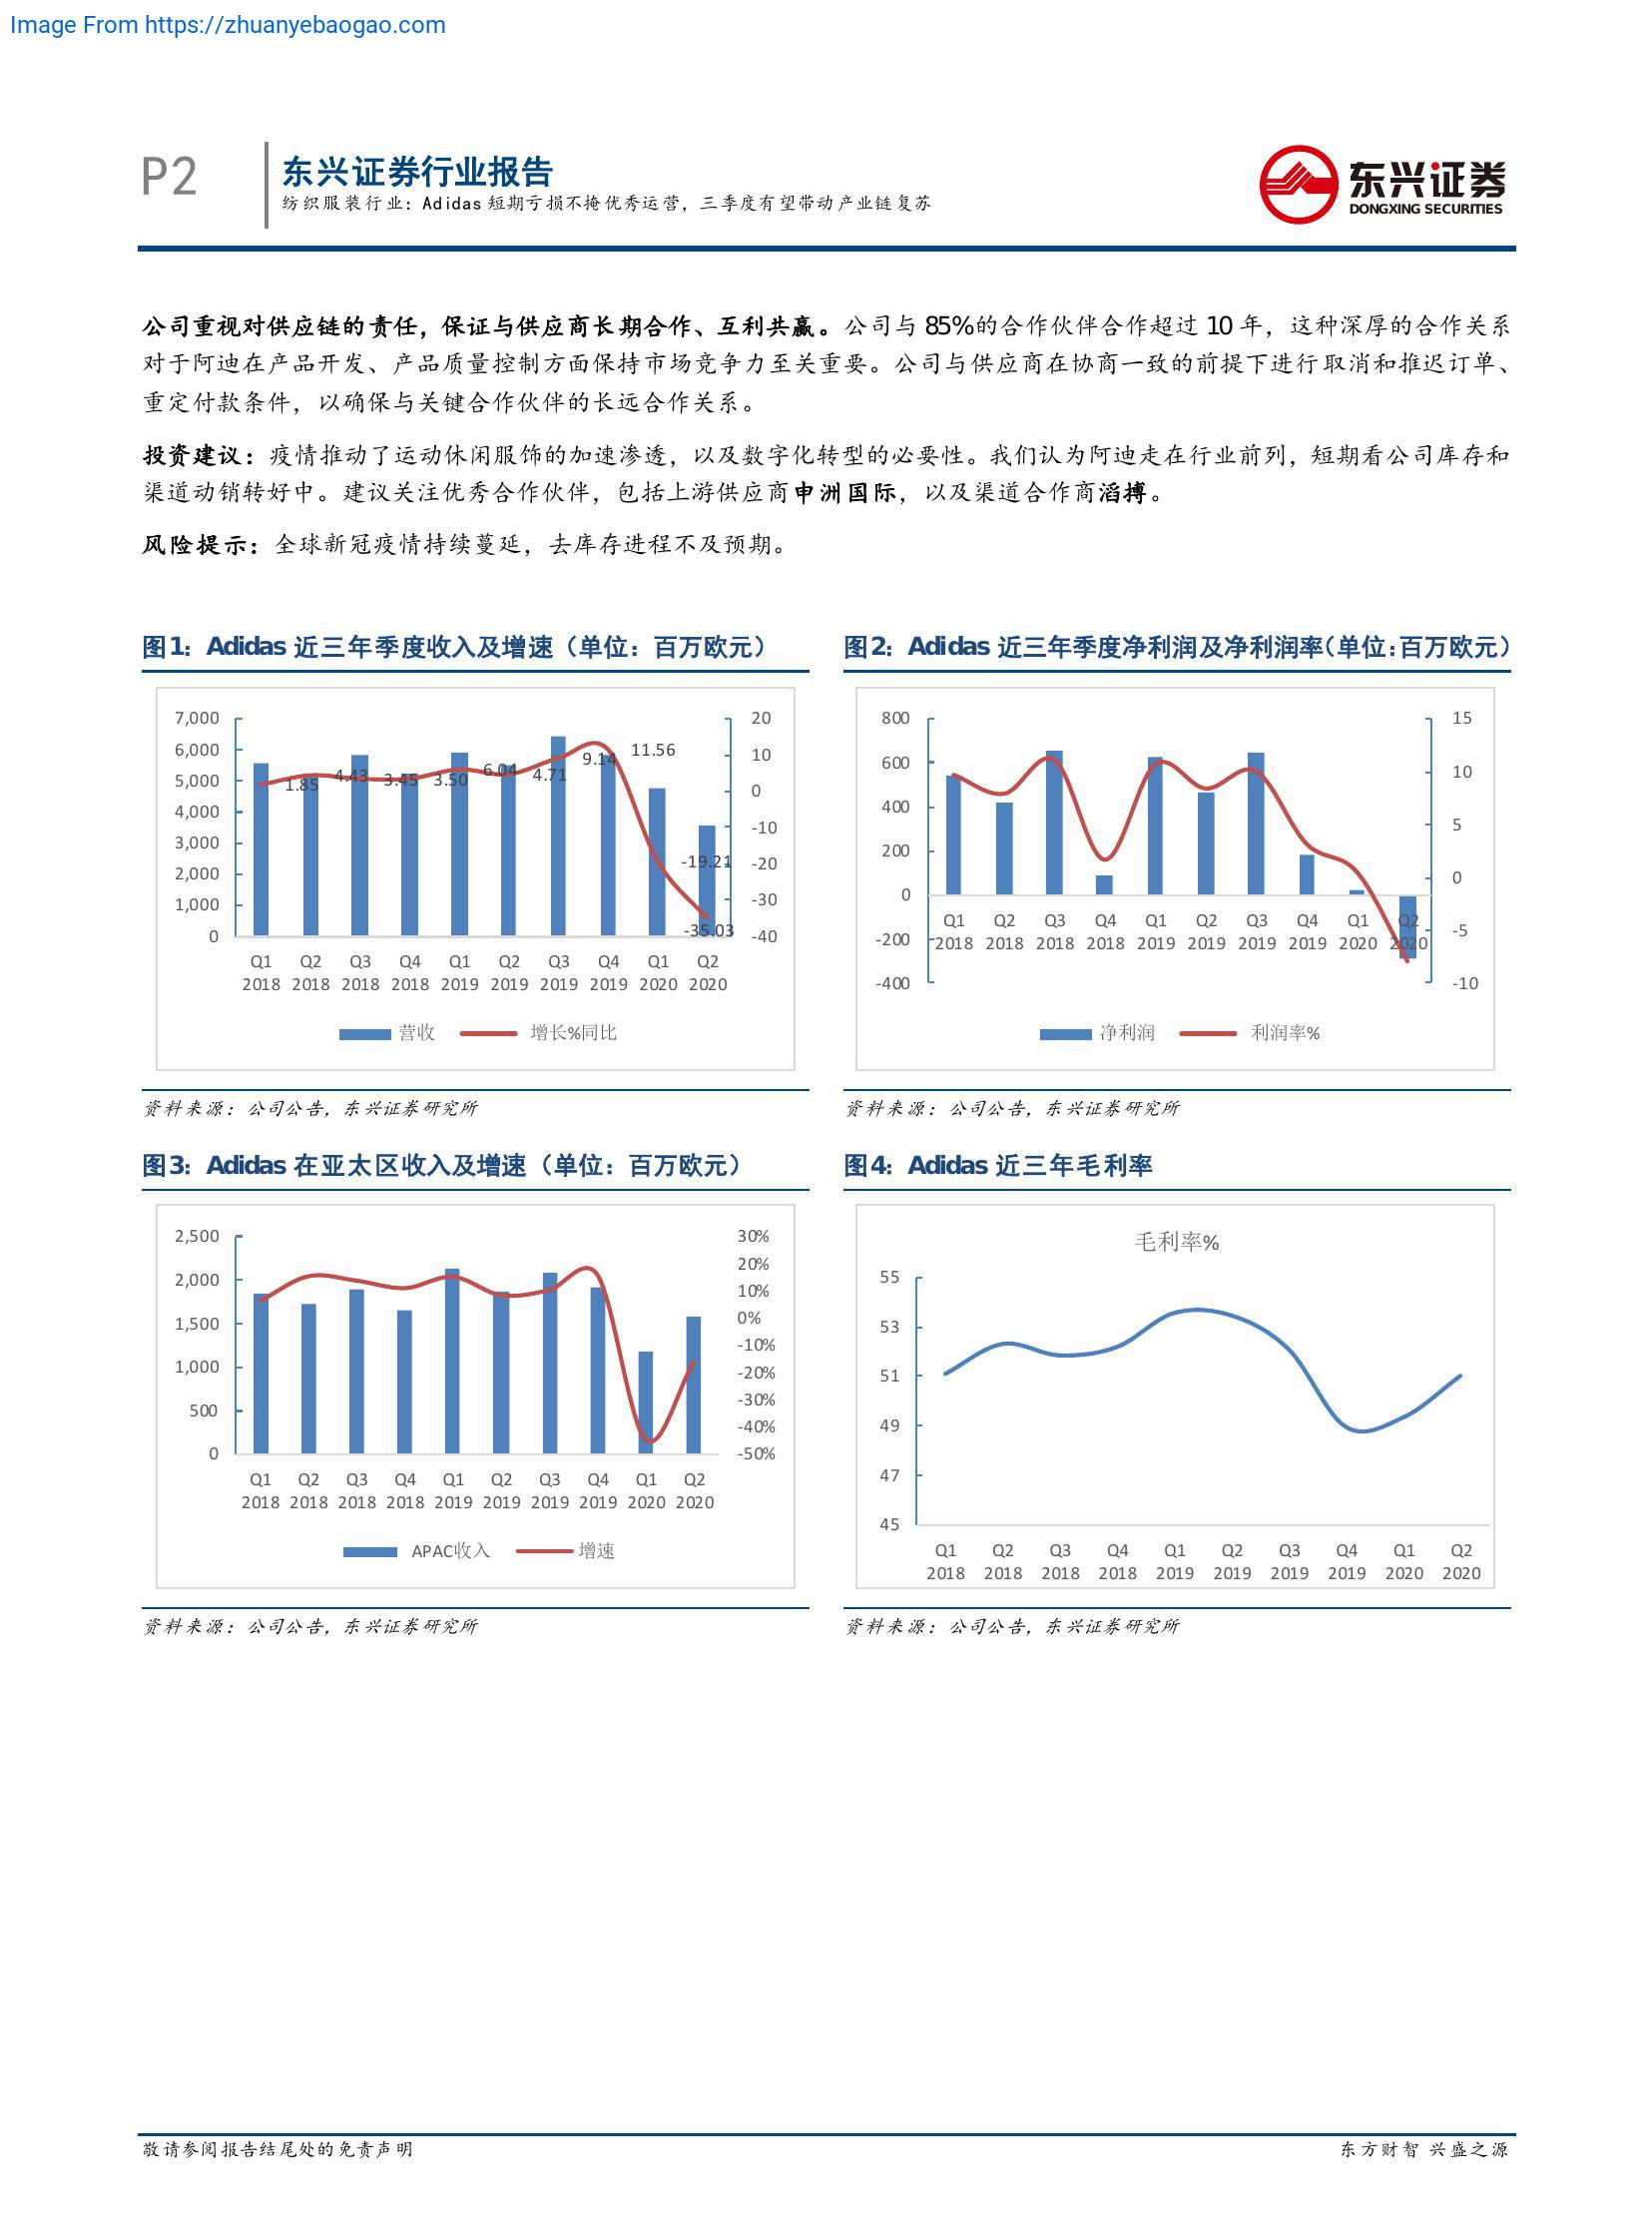 Image From https://zhuanyebaogao.com
P2
东兴证券行业报告
纺织服装行业：Adidas 短期亏损不掩优秀运营，三季度有望带动产业链复苏
东兴证券
DONGXING SECURITIES
公司重视对供应链的责任，保证与供应商长期合作、互利共赢。公司与 85%的合作伙伴合作超过 10 年，这种深厚的合作关系
对于阿迪在产品开发、产品质量控制方面保持市场竞争力至关重要。公司与供应商在协商一致的前提下进行取消和推迟订单、
重定付款条件，以确保与关键合作伙伴的长远合作关系。
投资建议：疫情推动了运动休闲服饰的加速渗透，以及数字化转型的必要性。我们认为阿迪走在行业前列，短期看公司库存和
渠道动销转好中。建议关注优秀合作伙伴，包括上游供应商申洲国际，以及渠道合作商滔搏。
风险提示：全球新冠疫情持续蔓延，去库存进程不及预期。
图1：Adidas 近三年季度收入及增速（单位：百万欧元）
7,000
6,000
5,000
4,000
3,000
2,000
1,000
0
20
10
0
-10
-20
-30
-40
1.85
4.43
3.45
3.50
6.04
4.71
9.14
11.56
-19.21
-35.03
Q1 Q2 Q3 Q4 Q1 Q2 Q3 Q4 Q1 Q2
2018 2018 2018 2018 2019 2019 2019 2019 2020 2020
营收 增长%同比
资料来源：公司公告，东兴证券研究所
图2：Adidas 近三年季度净利润及净利润率（单位：百万欧元）
800
600
400
200
0
-200
-400
15
10
5
0
-5
-10
Q1 Q2 Q3 Q4 Q1 Q2 Q3 Q4 Q1 Q2
2018 2018 2018 2018 2019 2019 2019 2019 2020 2020
净利润 利润率%
资料来源：公司公告，东兴证券研究所
图3：Adidas 在亚太区收入及增速（单位：百万欧元）
2,500
2,000
1,500
1,000
500
0
30%
20%
10%
0%
-10%
-20%
-30%
-40%
-50%
Q1 Q2 Q3 Q4 Q1 Q2 Q3 Q4 Q1 Q2
2018 2018 2018 2018 2019 2019 2019 2019 2020 2020
APAC收入 增速
资料来源：公司公告，东兴证券研究所
图4：Adidas 近三年毛利率
毛利率%
55
53
51
49
47
45
Q1 Q2 Q3 Q4 Q1 Q2 Q3 Q4 Q1 Q2
2018 2018 2018 2018 2019 2019 2019 2019 2020 2020
资料来源：公司公告，东兴证券研究所
敬请参阅报告结尾处的免责声明
东方财智 兴盛之源